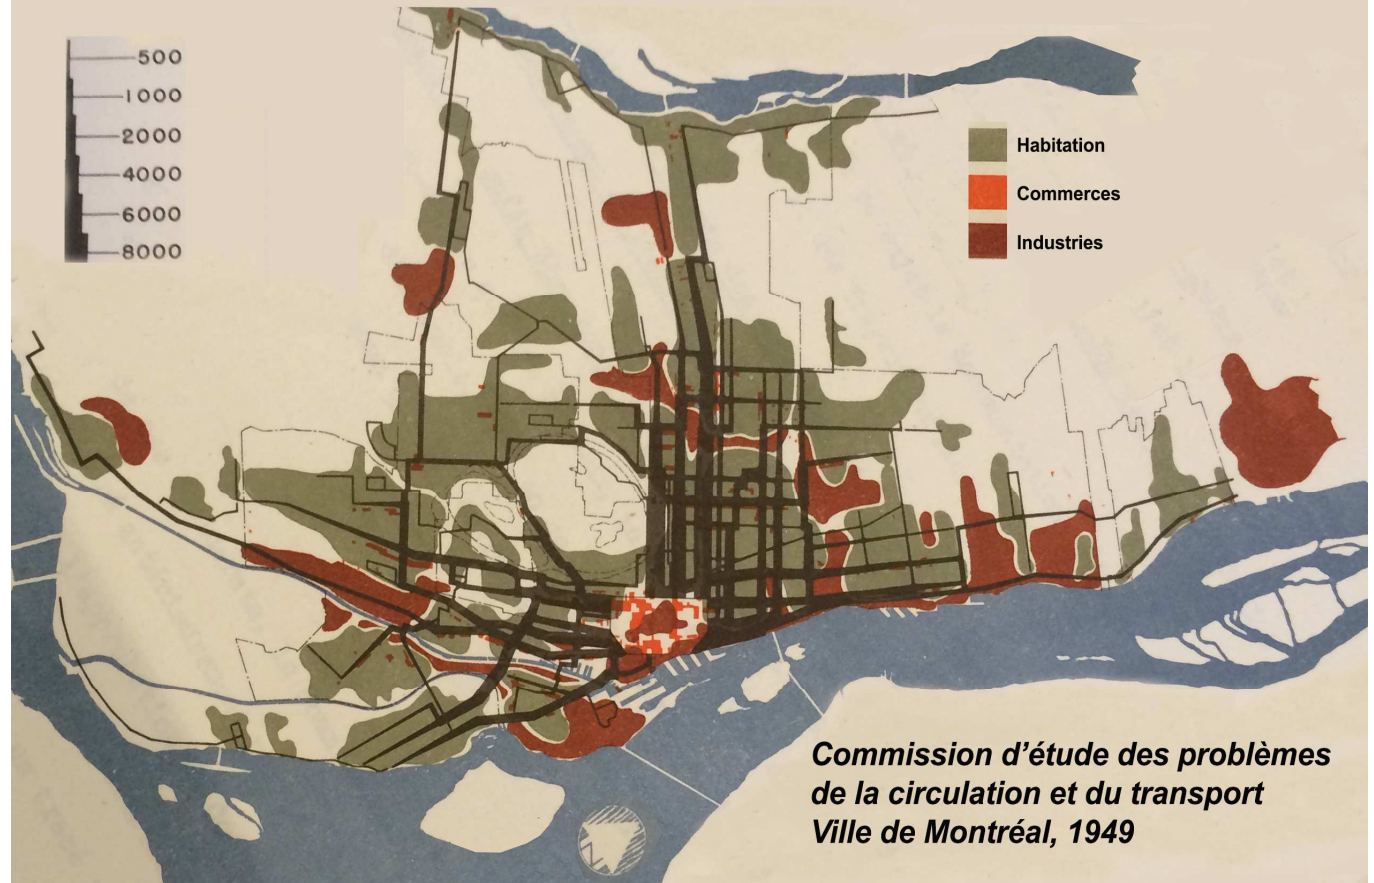 500
1000
2000
4000
6000
8000
Habitation
Commerces
Industries
Commission d'étude des problèmes
de la circulation et du transport
Ville de Montréal, 1949
N